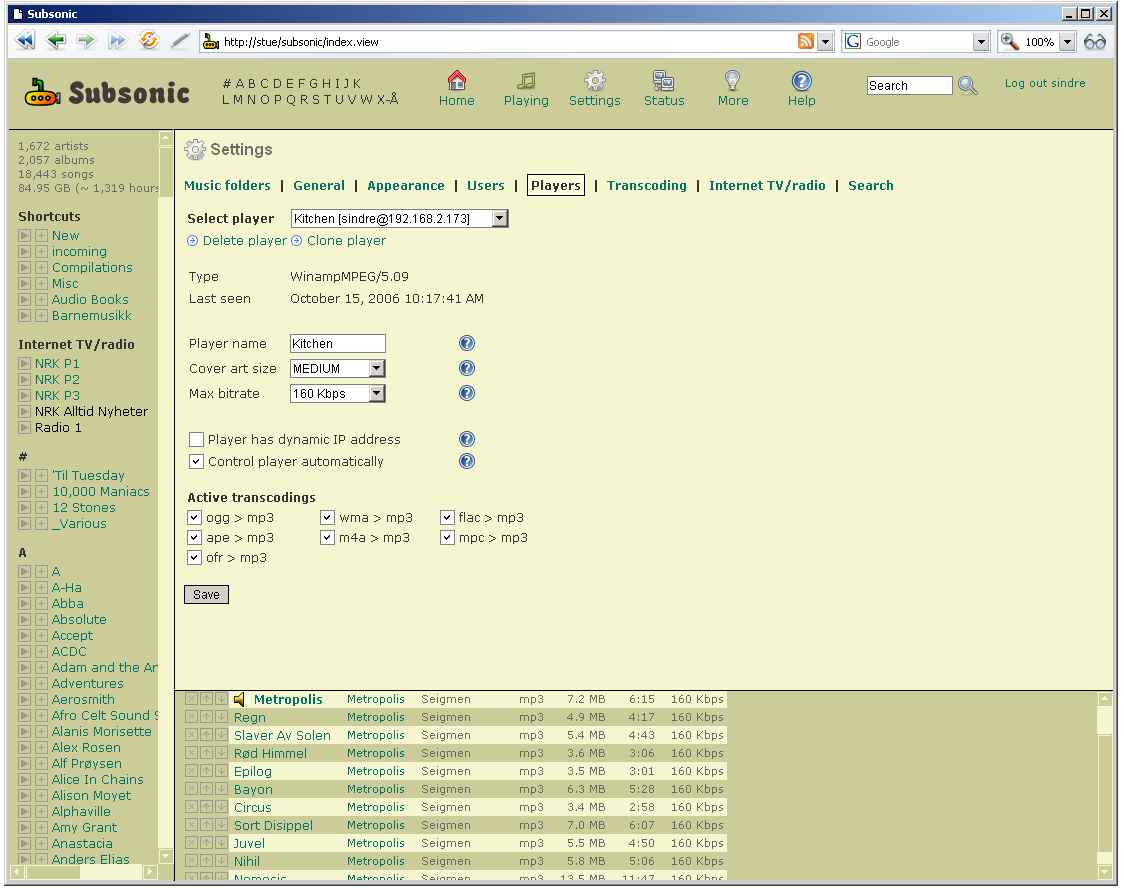 Subsonic
http://stue/subsonic/index.view
Google
100%
Subsonic
# A B C D E F G H I J K
L M N O P Q R S T U V W X-Å
Home
Playing
Settings
Status
More
Help
Search
Log out sindre
1,672 artists
2,057 albums
18,443 songs
84.95 GB (~ 1,319 hours
Shortcuts
New
incoming
Compilations
Misc
Audio Books
Barnemusikk
Internet TV/radio
NRK P1
NRK P2
NRK P3
NRK Alltid Nyheter
Radio 1
#
'Til Tuesday
10,000 Maniacs
12 Stones
_Various
A
A
A-Ha
Abba
Absolute
Accept
ACDC
Adam and the Ar
Adventures
Aerosmith
Afro Celt Sound S
Alanis Morisette
Alex Rosen
Alf Prøysen
Alice In Chains
Alison Moyet
Alphaville
Amy Grant
Anastacia
Anders Elias
Settings
Music folders | General | Appearance | Users | Players | Transcoding | Internet TV/radio | Search
Select player Kitchen [sindre@192.168.2.173]
Delete player Clone player
Type WinampMPEG/5.09
Last seen October 15, 2006 10:17:41 AM
Player name Kitchen
Cover art size MEDIUM
Max bitrate 160 Kbps
Player has dynamic IP address
Control player automatically
Active transcodings
ogg > mp3 wma > mp3 flac > mp3
ape > mp3 m4a > mp3 mpc > mp3
ofr > mp3
Save
Metropolis Metropolis Seigmen mp3 7.2 MB 6:15 160 Kbps
Regn Metropolis Seigmen mp3 4.9 MB 4:17 160 Kbps
Slaver Av Solen Metropolis Seigmen mp3 5.4 MB 4:43 160 Kbps
Rød Himmel Metropolis Seigmen mp3 3.6 MB 3:06 160 Kbps
Epilog Metropolis Seigmen mp3 3.5 MB 3:01 160 Kbps
Bayon Metropolis Seigmen mp3 6.3 MB 5:28 160 Kbps
Circus Metropolis Seigmen mp3 3.4 MB 2:58 160 Kbps
Sort Disippel Metropolis Seigmen mp3 7.0 MB 6:07 160 Kbps
Juvel Metropolis Seigmen mp3 5.5 MB 4:50 160 Kbps
Nihil Metropolis Seigmen mp3 5.8 MB 5:06 160 Kbps
Nemesis Metropolis Seigmen mp3 13.5 MB 11:47 160 Kbps